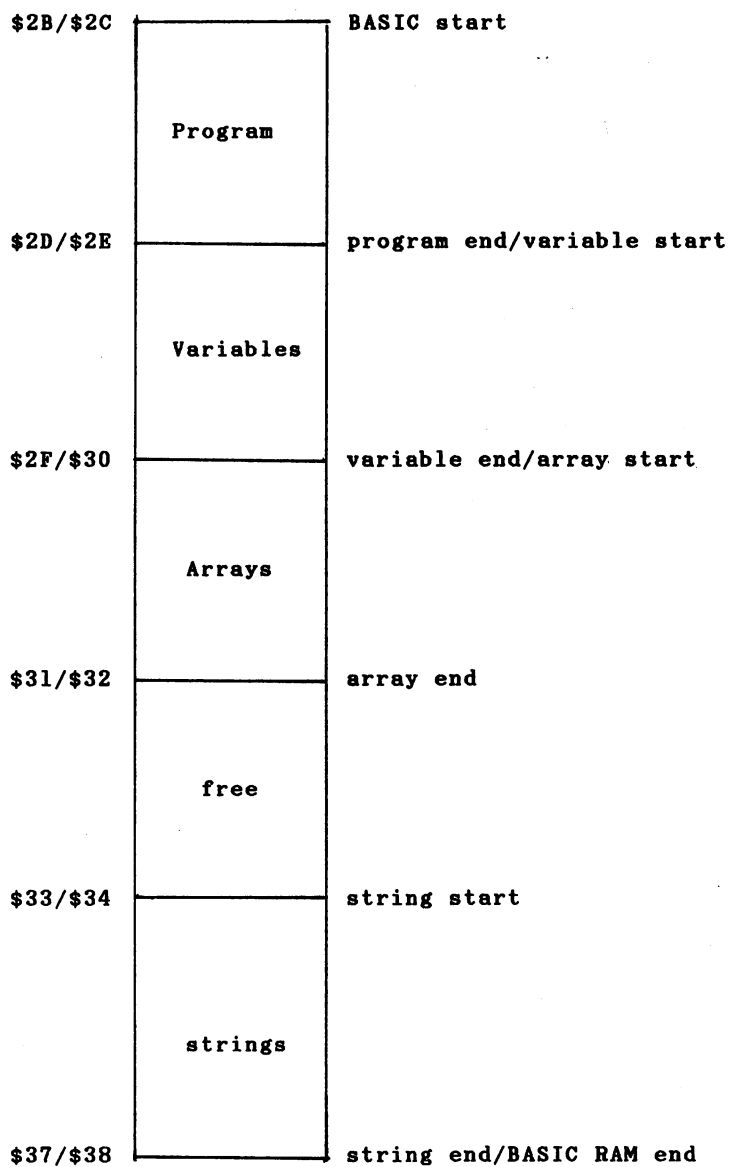 $2B/$2C BASIC start
Program
$2D/$2E program end/variable start
Variables
$2F/$30 variable end/array start
Arrays
$31/$32 array end
free
$33/$34 string start
strings
$37/$38 string end/BASIC RAM end